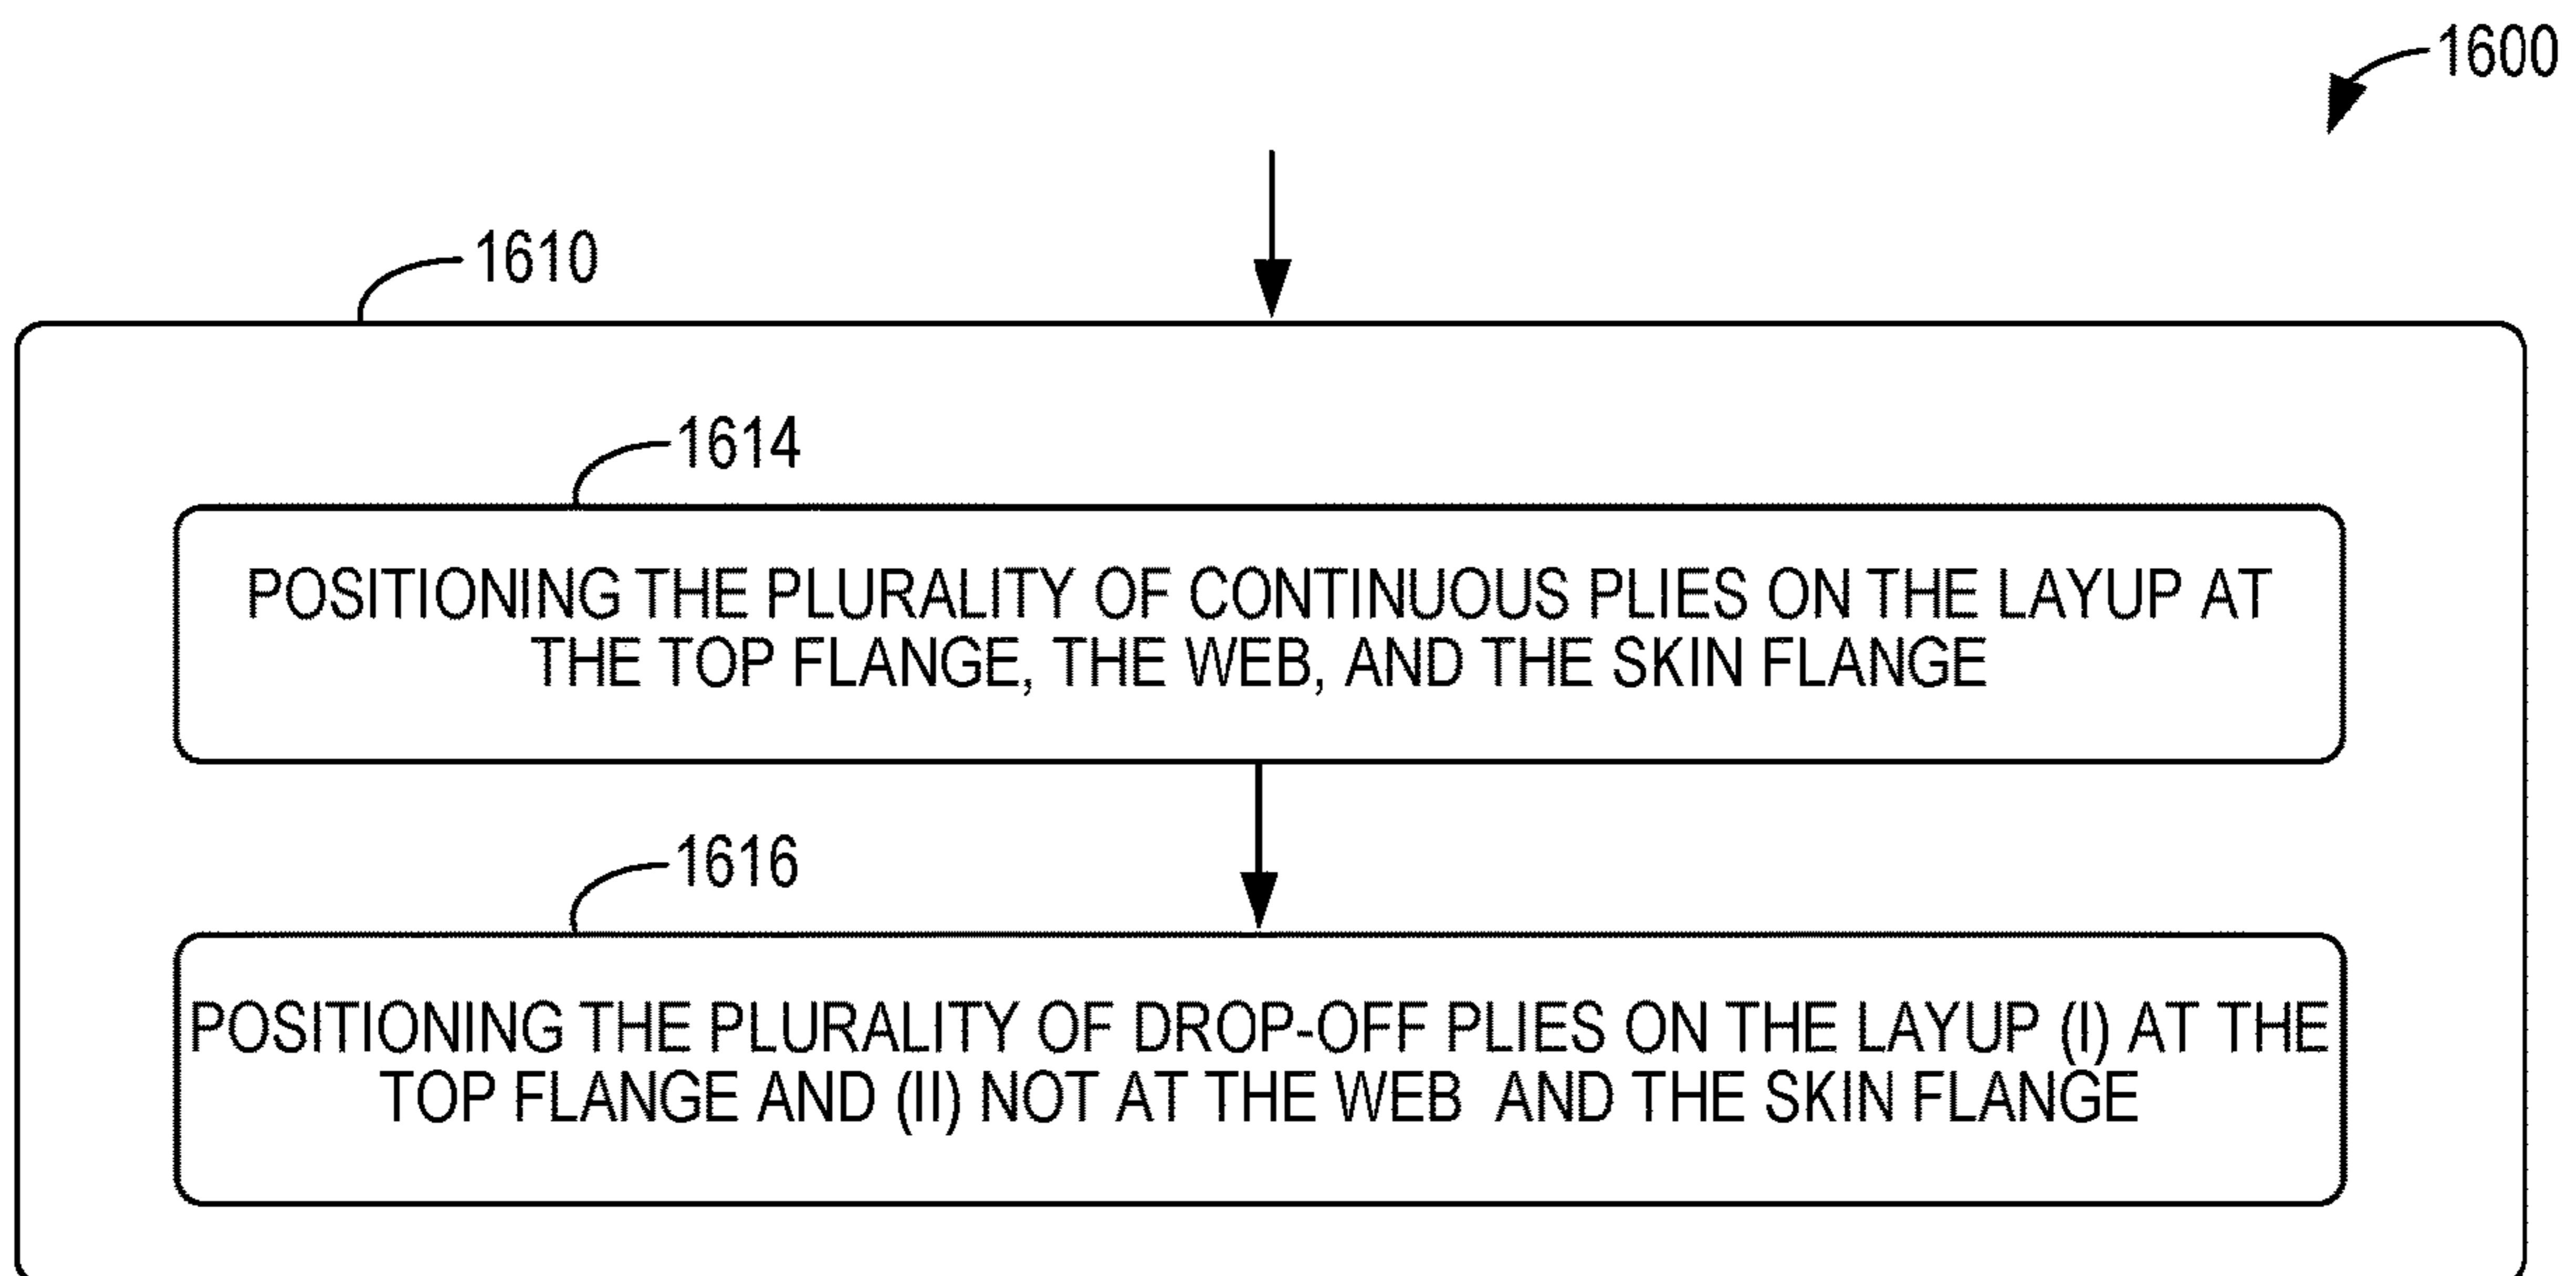 1600
1610
1614
POSITIONING THE PLURALITY OF CONTINUOUS PLIES ON THE LAYUP AT
THE TOP FLANGE, THE WEB, AND THE SKIN FLANGE
1616
POSITIONING THE PLURALITY OF DROP-OFF PLIES ON THE LAYUP (I) AT THE
TOP FLANGE AND (II) NOT AT THE WEB AND THE SKIN FLANGE